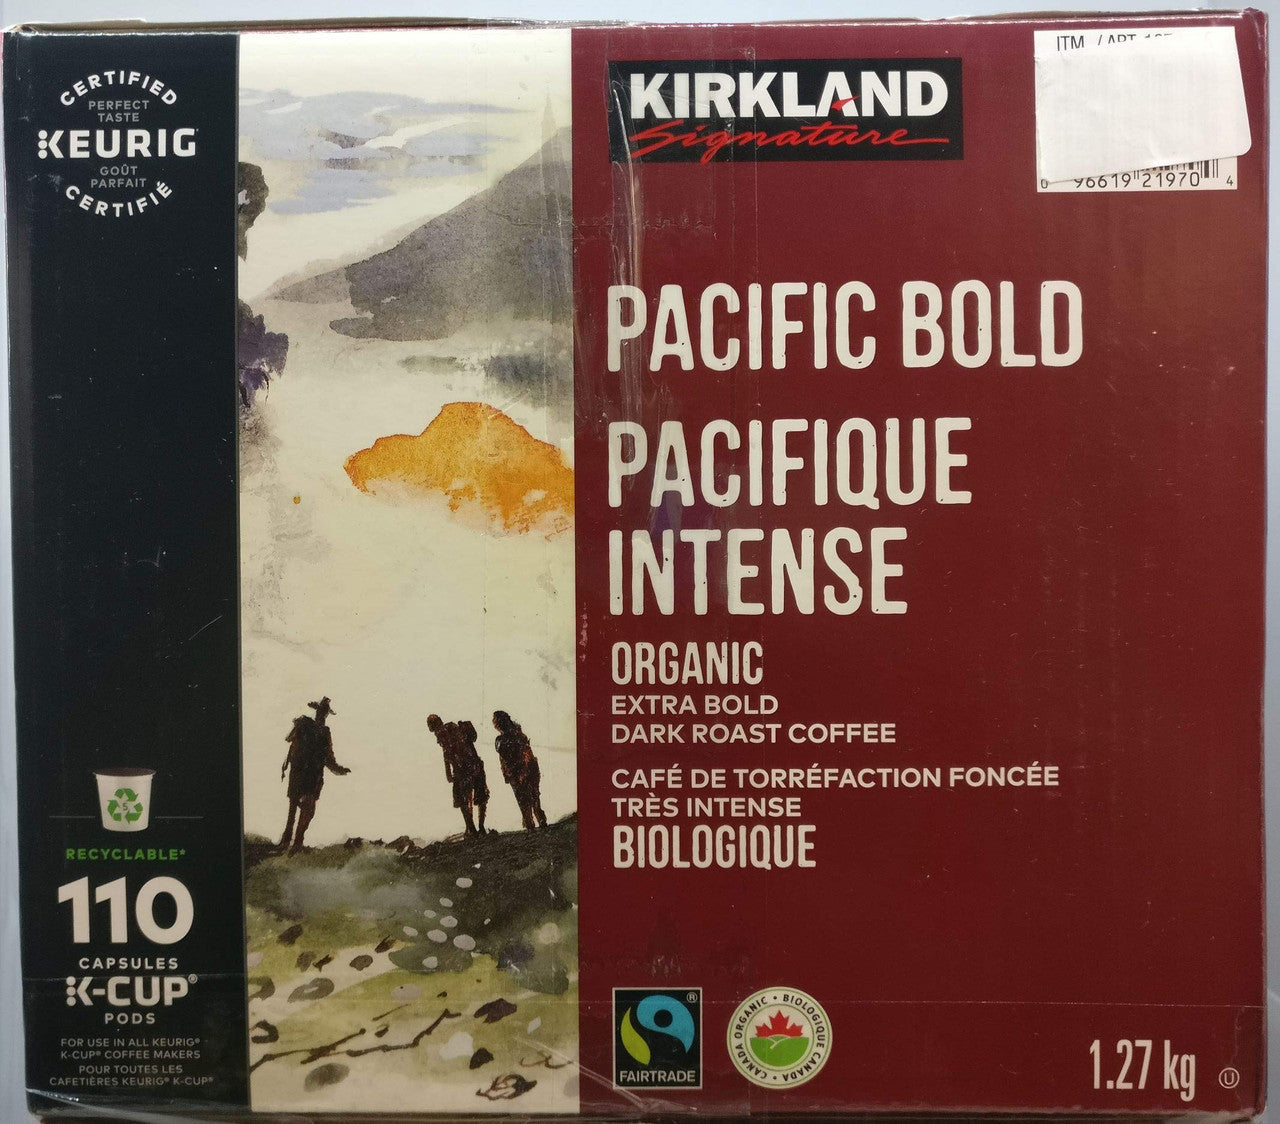 CERTIFIED
PERFECT
TASTE
KEURIG
GOÛT
PARFAIT
CERTIFIÉ
RECYCLABLE*
5
110
CAPSULES
K-CUP®
PODS
FOR USE IN ALL KEURIG®
K-CUP® COFFEE MAKERS
POUR TOUTES LES
CAFETIÈRES KEURIG® K-CUP®
KIRKLAND
Signature
ITM. / ART.
0 96619 21970 4
PACIFIC BOLD
PACIFIQUE
INTENSE
ORGANIC
EXTRA BOLD
DARK ROAST COFFEE
CAFÉ DE TORRÉFACTION FONCÉE
TRÈS INTENSE
BIOLOGIQUE
®
FAIRTRADE
CANADA ORGANIC • BIOLOGIQUE CANADA •
1.27 kg
U